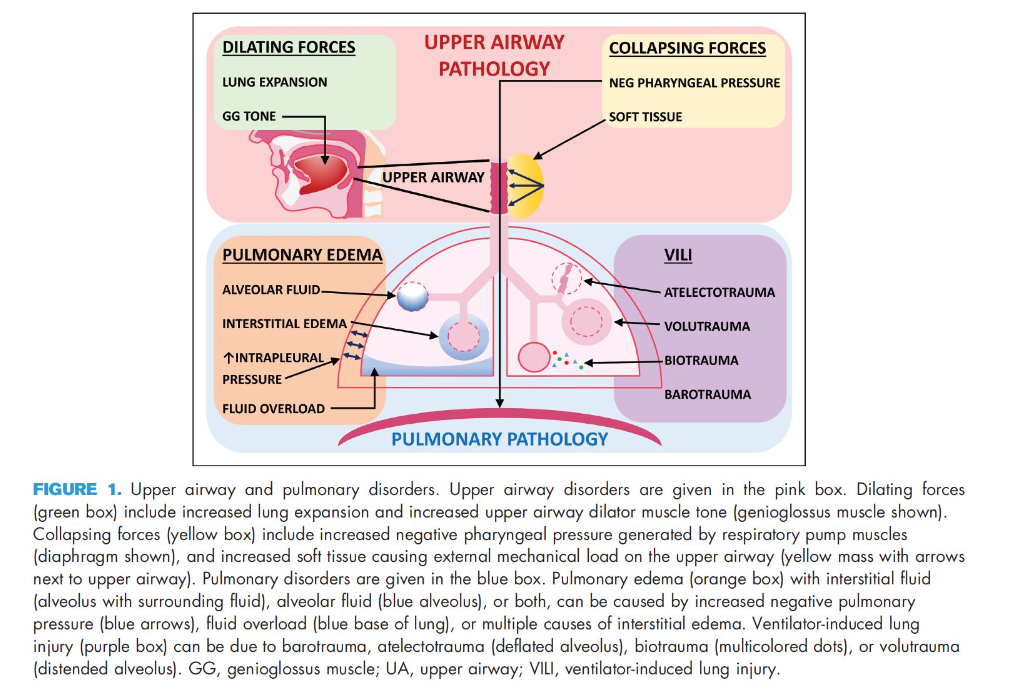 UPPER AIRWAY
PATHOLOGY
DILATING FORCES
LUNG EXPANSION
GG TONE
COLLAPSING FORCES
NEG PHARYNGEAL PRESSURE
SOFT TISSUE
UPPER AIRWAY
PULMONARY EDEMA
ALVEOLAR FLUID
INTERSTITIAL EDEMA
↑INTRAPLEURAL
PRESSURE
FLUID OVERLOAD
VILI
ATELECTOTRAUMA
VOLUTRAUMA
BIOTRAUMA
BAROTRAUMA
PULMONARY PATHOLOGY
FIGURE 1. Upper airway and pulmonary disorders. Upper airway disorders are given in the pink box. Dilating forces
(green box) include increased lung expansion and increased upper airway dilator muscle tone (genioglossus muscle shown).
Collapsing forces (yellow box) include increased negative pharyngeal pressure generated by respiratory pump muscles
(diaphragm shown), and increased soft tissue causing external mechanical load on the upper airway (yellow mass with arrows
next to upper airway). Pulmonary disorders are given in the blue box. Pulmonary edema (orange box) with interstitial fluid
(alveolus with surrounding fluid), alveolar fluid (blue alveolus), or both, can be caused by increased negative pulmonary
pressure (blue arrows), fluid overload (blue base of lung), or multiple causes of interstitial edema. Ventilator-induced lung
injury (purple box) can be due to barotrauma, atelectotrauma (deflated alveolus), biotrauma (multicolored dots), or volutrauma
(distended alveolus). GG, genioglossus muscle; UA, upper airway; VILI, ventilator-induced lung injury.